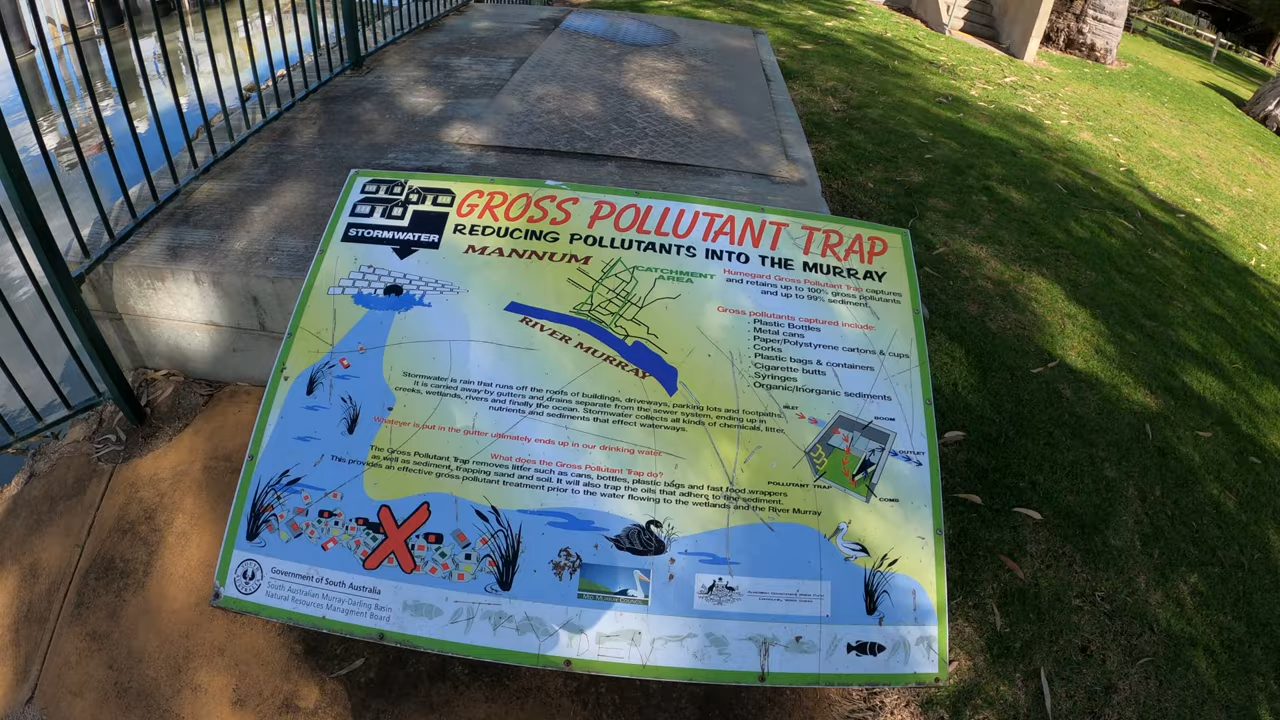 GROSS POLLUTANT TRAP
REDUCING POLLUTANTS INTO THE MURRAY
STORMWATER
MANNUM
CATCHMENT
AREA
RIVER MURRAY
Humegard Gross Pollutant Trap captures
and retains up to 100% gross pollutants
and up to 99% sediment.
Gross pollutants captured include:
. Plastic Bottles
. Metal cans
. Paper/Polystyrene cartons & cups
. Corks
. Plastic bags & containers
. Cigarette butts
. Syringes
. Organic/Inorganic sediments
Stormwater is rain that runs off the roofs of buildings, driveways, parking lots and footpaths.
It is carried away by gutters and drains separate from the sewer system, ending up in
creeks, wetlands, rivers and finally the ocean. Stormwater collects all kinds of chemicals, litter,
nutrients and sediments that effect waterways.
Whatever is put in the gutter ultimately ends up in our drinking water.
What does the Gross Pollutant Trap do?
The Gross Pollutant Trap removes litter such as cans, bottles, plastic bags and fast food wrappers
as well as sediment, trapping sand and soil. It will also trap the oils that adhere to fine sediment.
This provides an effective gross pollutant treatment prior to the water flowing to the wetlands and the River Murray
INLET
BOOM
OUTLET
POLLUTANT TRAP
COMB
Government of South Australia
South Australian Murray-Darling Basin
Natural Resources Managment Board
Mid Murray Council